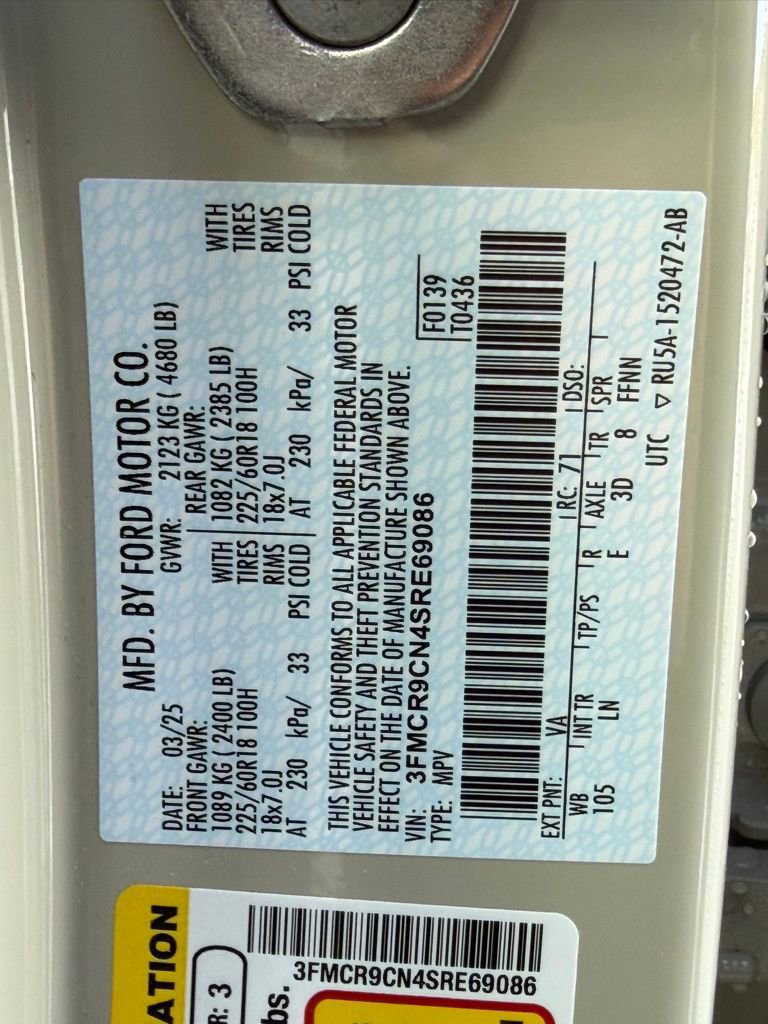 MFD. BY FORD MOTOR CO.
DATE: 03/25 GVWR: 2123 KG ( 4680 LB)
FRONT GAWR: REAR GAWR:
1089 KG ( 2400 LB) WITH 1082 KG ( 2385 LB) WITH
225/60R18 100H TIRES 225/60R18 100H TIRES
18x7.0J RIMS 18x7.0J RIMS
AT 230 kPa/ 33 PSI COLD AT 230 kPa/ 33 PSI COLD
THIS VEHICLE CONFORMS TO ALL APPLICABLE FEDERAL MOTOR
VEHICLE SAFETY AND THEFT PREVENTION STANDARDS IN
EFFECT ON THE DATE OF MANUFACTURE SHOWN ABOVE.
VIN: 3FMCR9CN4SRE69086 F0139
TYPE: MPV T0436
EXT PNT: VA RC: 71 DSO:
WB INT TR TP/PS R AXLE TR SPR
105 LN E 3D 8 FFNN
UTC ▽ RU5A-1520472-AB
ATION
R: 3
3FMCR9CN4SRE69086
bs.